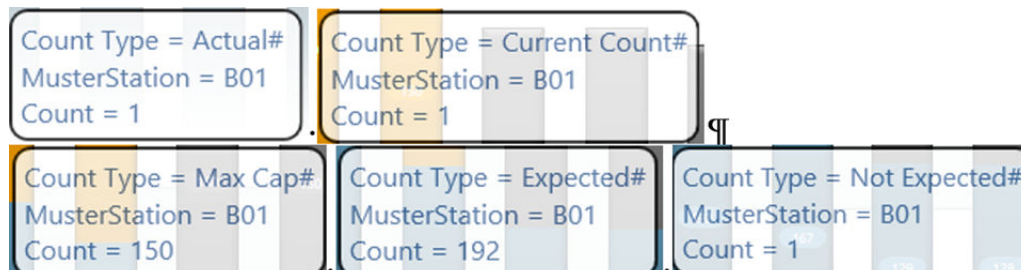 Count Type = Actual#
MusterStation = B01
Count = 1
.
Count Type = Current Count#
MusterStation = B01
Count = 1
¶
Count Type = Max Cap#
MusterStation = B01
Count = 150
.
Count Type = Expected#
MusterStation = B01
Count = 192
.
Count Type = Not Expected#
MusterStation = B01
Count = 1
167